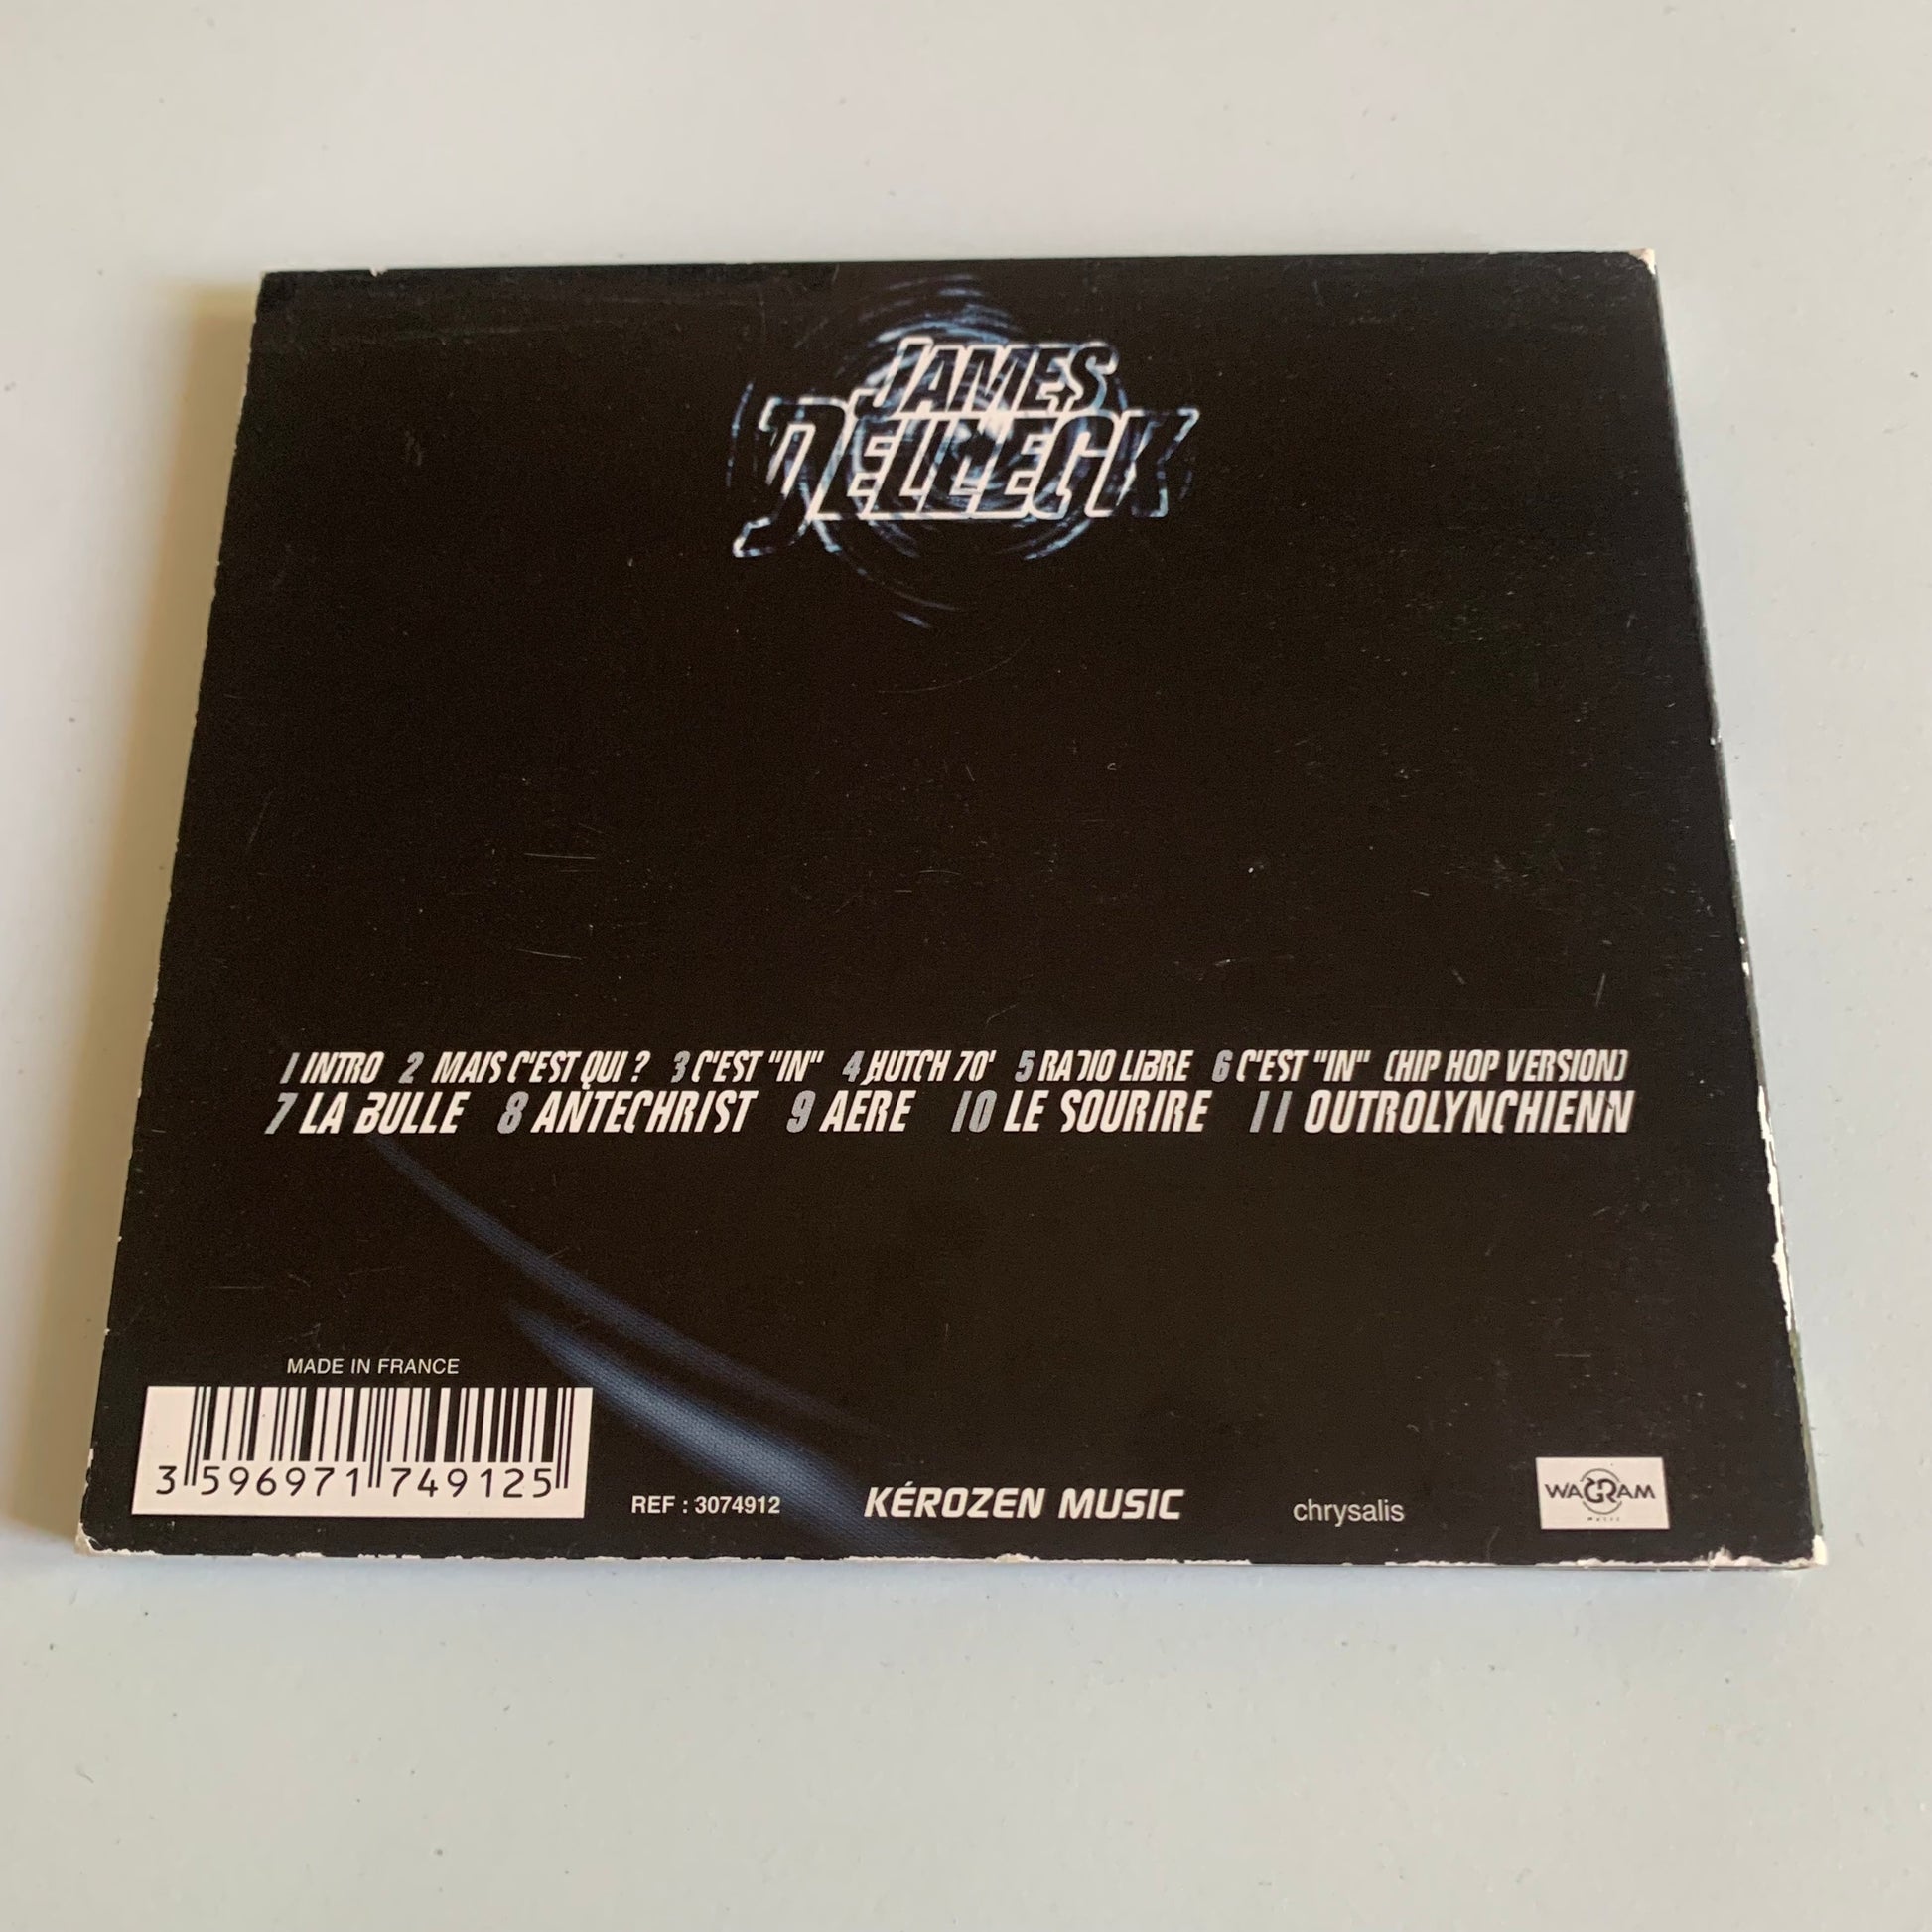 JAMES
DELLECK
1 INTRO 2 MAIS C'EST QUI ? 3 C'EST "IN" 4 HUTCH 70' 5 RADIO LIBRE 6 C'EST "IN" (HIP HOP VERSION)
7 LA BULLE 8 ANTECHRIST 9 AERE 10 LE SOURIRE 11 OUTROLYNCHIENN
MADE IN FRANCE
3 596971 749125
REF : 3074912
KÉROZEN MUSIC
chrysalis
WAGRAM
MUSIC